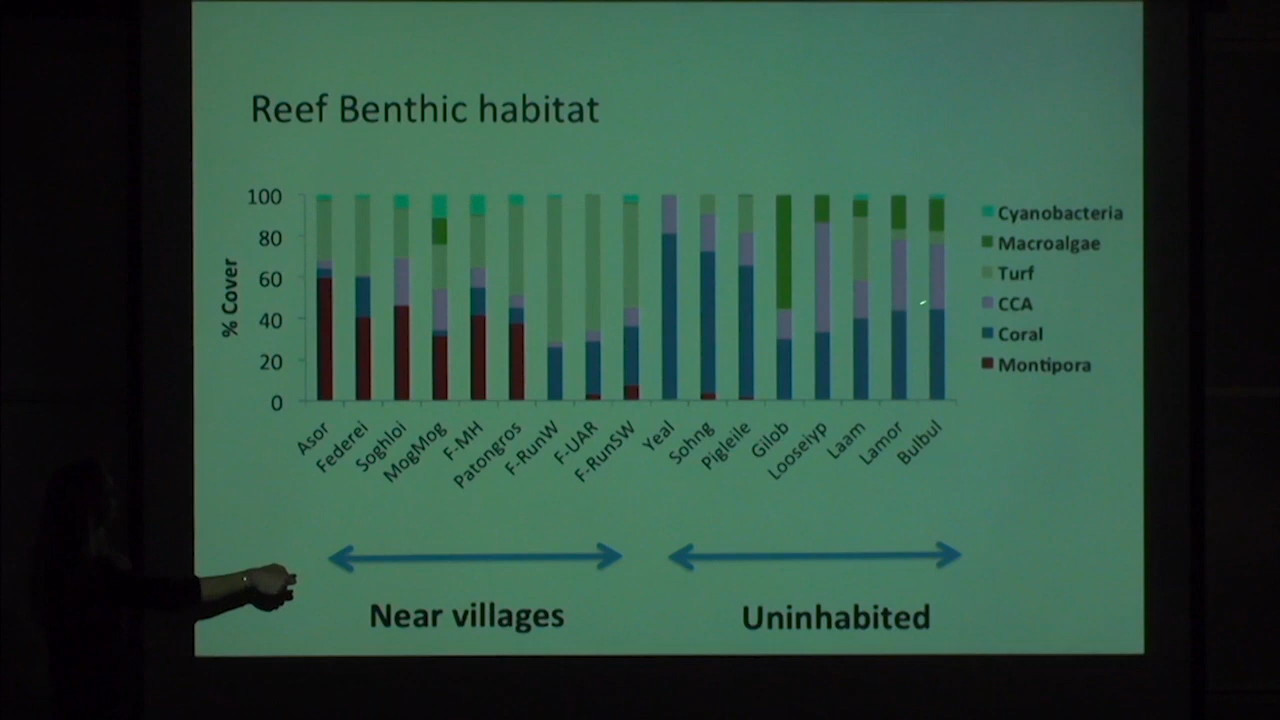 Reef Benthic habitat
% Cover
100
80
60
40
20
0
Asor
Federei
Soghloi
MogMog
F-MH
Patongros
F-RunW
F-UAR
F-RunSW
Yeal
Sohng
Pigleile
Gilob
Looseiyp
Laam
Lamor
Bulbul
Cyanobacteria
Macroalgae
Turf
CCA
Coral
Montipora
Near villages
Uninhabited